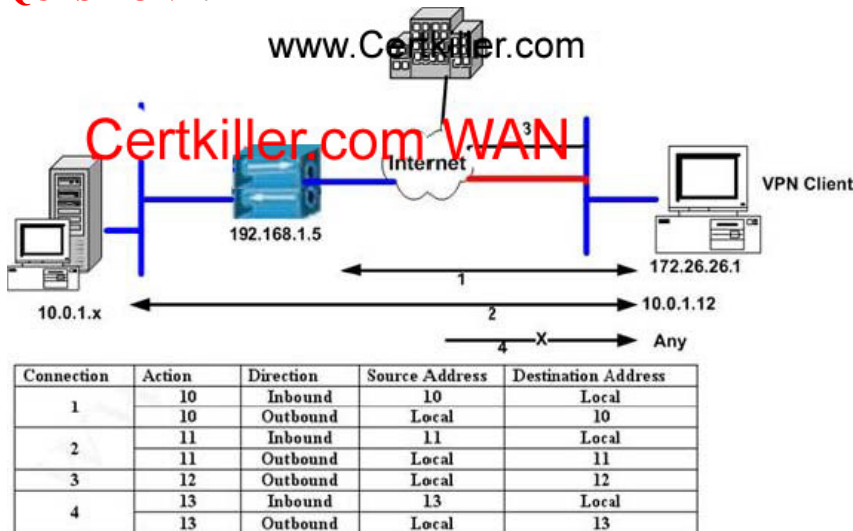 www.Certkiller.com
Certkiller.com WAN
3
Internet
VPN Client
192.168.1.5
172.26.26.1
1
10.0.1.x
2
10.0.1.12
4
X
Any
Connection Action Direction Source Address Destination Address
1 10 Inbound 10 Local
10 Outbound Local 10
2 11 Inbound 11 Local
11 Outbound Local 11
3 12 Outbound Local 12
4 13 Inbound 13 Local
13 Outbound Local 13